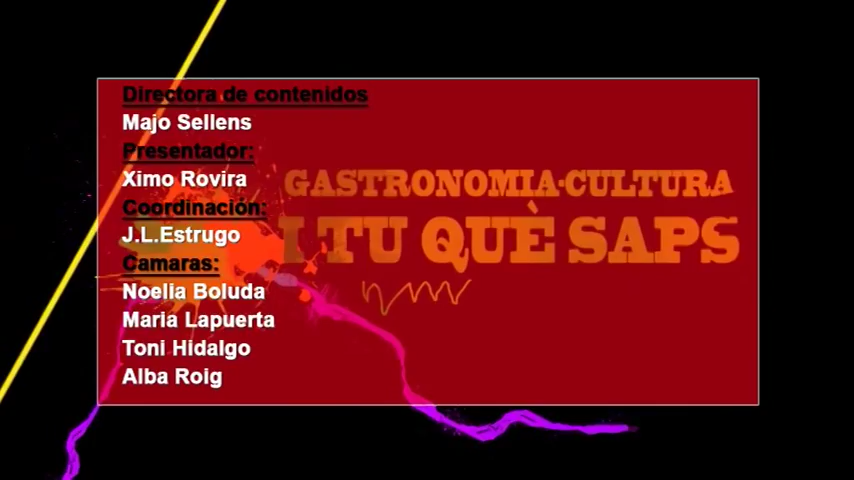 Directora de contenidos
Majo Sellens
Presentador:
Ximo Rovira
Coordinación:
J.L.Estrugo
Camaras:
Noelia Boluda
Maria Lapuerta
Toni Hidalgo
Alba Roig
GASTRONOMIA·CULTURA
I TU QUÈ SAPS